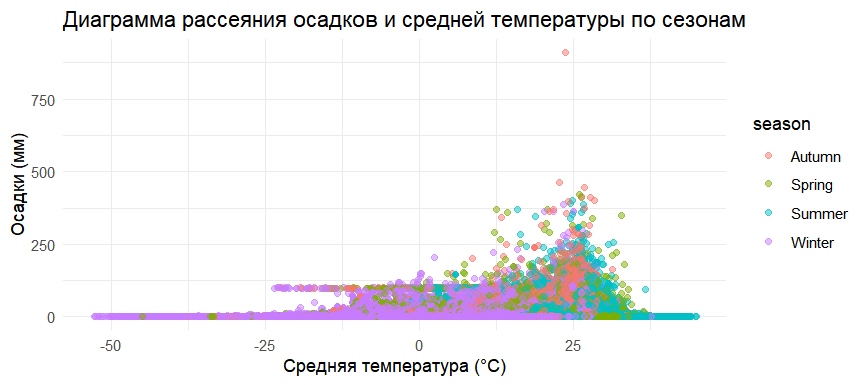 Диаграмма рассеяния осадков и средней температуры по сезонам
Осадки (мм)
750
500
250
0
-50
-25
0
25
Средняя температура (°C)
season
Autumn
Spring
Summer
Winter